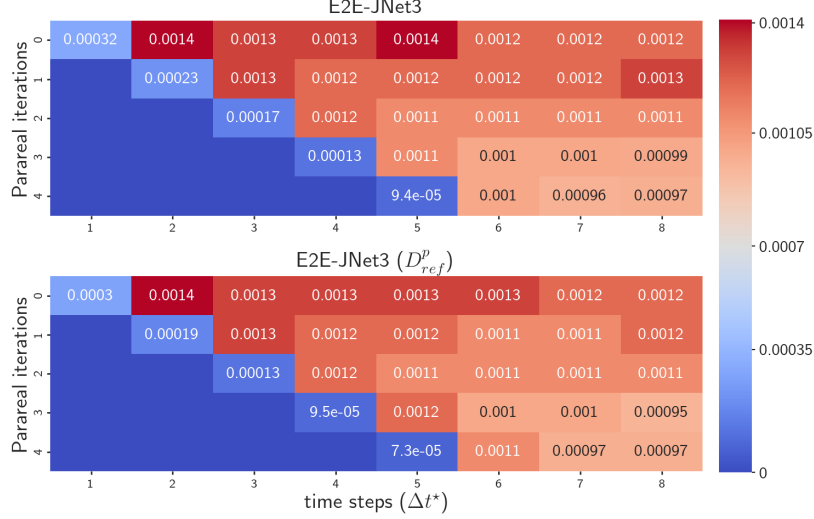 E2E-JNet3
0 0.00032 0.0014 0.0013 0.0013 0.0014 0.0012 0.0012 0.0012
1 0.00023 0.0013 0.0012 0.0012 0.0012 0.0012 0.0013
2 0.00017 0.0012 0.0011 0.0011 0.0011 0.0011
3 0.00013 0.0011 0.001 0.001 0.00099
4 9.4e-05 0.001 0.00096 0.00097
1 2 3 4 5 6 7 8
Parareal iterations
E2E-JNet3 ($D^p_{ref}$)
0 0.0003 0.0014 0.0013 0.0013 0.0013 0.0013 0.0012 0.0012
1 0.00019 0.0013 0.0012 0.0012 0.0011 0.0011 0.0012
2 0.00013 0.0012 0.0011 0.0011 0.0011 0.0011
3 9.5e-05 0.0012 0.001 0.001 0.00095
4 7.3e-05 0.0011 0.00097 0.00097
1 2 3 4 5 6 7 8
Parareal iterations
time steps ($\Delta t^\star$)
0.0014
0.00105
0.0007
0.00035
0